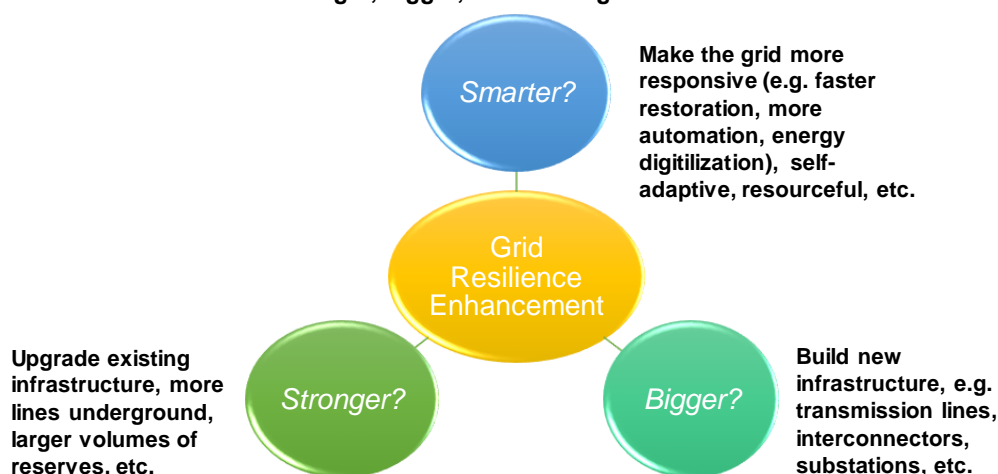 Smarter?
Make the grid more
responsive (e.g. faster
restoration, more
automation, energy
digitilization), self-
adaptive, resourceful, etc.
Grid
Resilience
Enhancement
Upgrade existing
infrastructure, more
lines underground,
larger volumes of
reserves, etc.
Stronger?
Bigger?
Build new
infrastructure, e.g.
transmission lines,
interconnectors,
substations, etc.